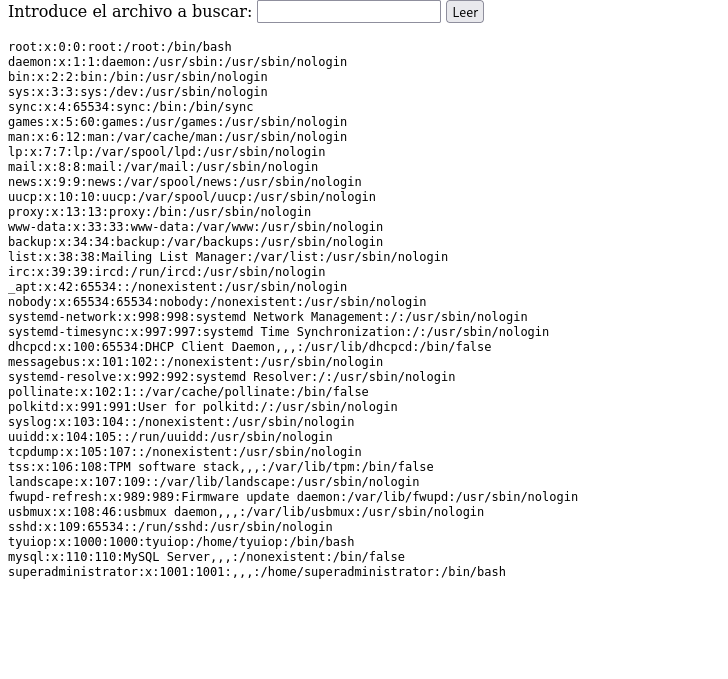 Introduce el archivo a buscar: Leer
root:x:0:0:root:/root:/bin/bash
daemon:x:1:1:daemon:/usr/sbin:/usr/sbin/nologin
bin:x:2:2:bin:/bin:/usr/sbin/nologin
sys:x:3:3:sys:/dev:/usr/sbin/nologin
sync:x:4:65534:sync:/bin:/bin/sync
games:x:5:60:games:/usr/games:/usr/sbin/nologin
man:x:6:12:man:/var/cache/man:/usr/sbin/nologin
lp:x:7:7:lp:/var/spool/lpd:/usr/sbin/nologin
mail:x:8:8:mail:/var/mail:/usr/sbin/nologin
news:x:9:9:news:/var/spool/news:/usr/sbin/nologin
uucp:x:10:10:uucp:/var/spool/uucp:/usr/sbin/nologin
proxy:x:13:13:proxy:/bin:/usr/sbin/nologin
www-data:x:33:33:www-data:/var/www:/usr/sbin/nologin
backup:x:34:34:backup:/var/backups:/usr/sbin/nologin
list:x:38:38:Mailing List Manager:/var/list:/usr/sbin/nologin
irc:x:39:39:ircd:/run/ircd:/usr/sbin/nologin
_apt:x:42:65534::/nonexistent:/usr/sbin/nologin
nobody:x:65534:65534:nobody:/nonexistent:/usr/sbin/nologin
systemd-network:x:998:998:systemd Network Management:/:/usr/sbin/nologin
systemd-timesync:x:997:997:systemd Time Synchronization:/:/usr/sbin/nologin
dhcpcd:x:100:65534:DHCP Client Daemon,,,:/usr/lib/dhcpcd:/bin/false
messagebus:x:101:102::/nonexistent:/usr/sbin/nologin
systemd-resolve:x:992:992:systemd Resolver:/:/usr/sbin/nologin
pollinate:x:102:1::/var/cache/pollinate:/bin/false
polkitd:x:991:991:User for polkitd:/:/usr/sbin/nologin
syslog:x:103:104::/nonexistent:/usr/sbin/nologin
uuidd:x:104:105::/run/uuidd:/usr/sbin/nologin
tcpdump:x:105:107::/nonexistent:/usr/sbin/nologin
tss:x:106:108:TPM software stack,,,:/var/lib/tpm:/bin/false
landscape:x:107:109::/var/lib/landscape:/usr/sbin/nologin
fwupd-refresh:x:989:989:Firmware update daemon:/var/lib/fwupd:/usr/sbin/nologin
usbmux:x:108:46:usbmux daemon,,,:/var/lib/usbmux:/usr/sbin/nologin
sshd:x:109:65534::/run/sshd:/usr/sbin/nologin
tyuiop:x:1000:1000:tyuiop:/home/tyuiop:/bin/bash
mysql:x:110:110:MySQL Server,,,:/nonexistent:/bin/false
superadministrator:x:1001:1001:,,,:/home/superadministrator:/bin/bash